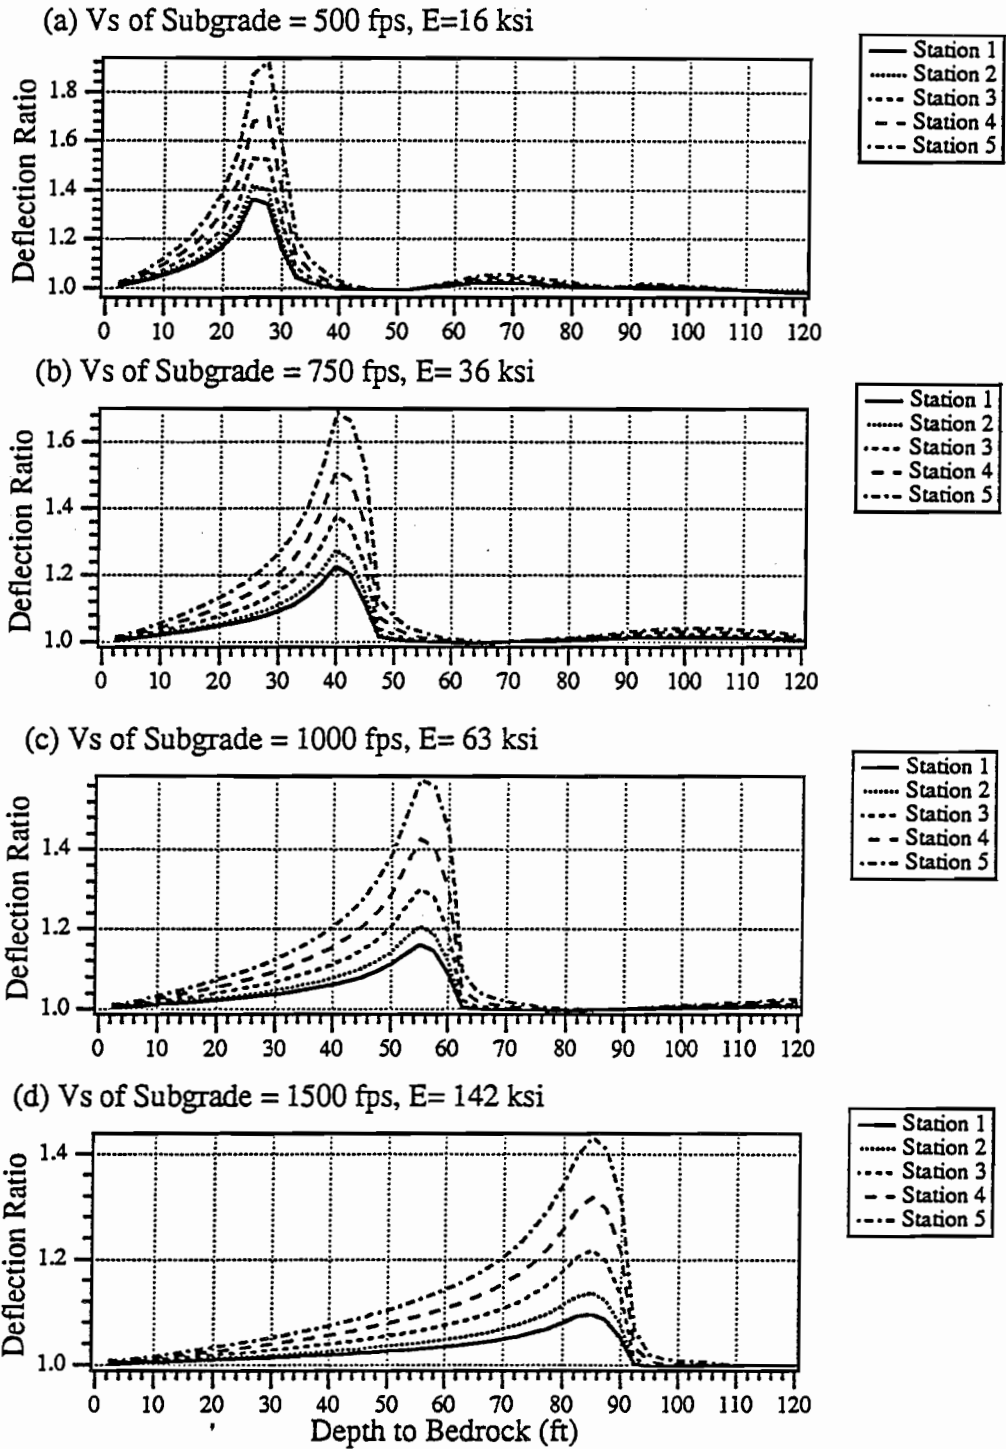 (a) Vs of Subgrade = 500 fps, E=16 ksi
Deflection Ratio
1.8
1.6
1.4
1.2
1.0
0 10 20 30 40 50 60 70 80 90 100 110 120
Station 1
Station 2
Station 3
Station 4
Station 5
(b) Vs of Subgrade = 750 fps, E= 36 ksi
Deflection Ratio
1.6
1.4
1.2
1.0
0 10 20 30 40 50 60 70 80 90 100 110 120
Station 1
Station 2
Station 3
Station 4
Station 5
(c) Vs of Subgrade = 1000 fps, E= 63 ksi
Deflection Ratio
1.4
1.2
1.0
0 10 20 30 40 50 60 70 80 90 100 110 120
Station 1
Station 2
Station 3
Station 4
Station 5
(d) Vs of Subgrade = 1500 fps, E= 142 ksi
Deflection Ratio
1.4
1.2
1.0
0 10 20 30 40 50 60 70 80 90 100 110 120
Depth to Bedrock (ft)
Station 1
Station 2
Station 3
Station 4
Station 5